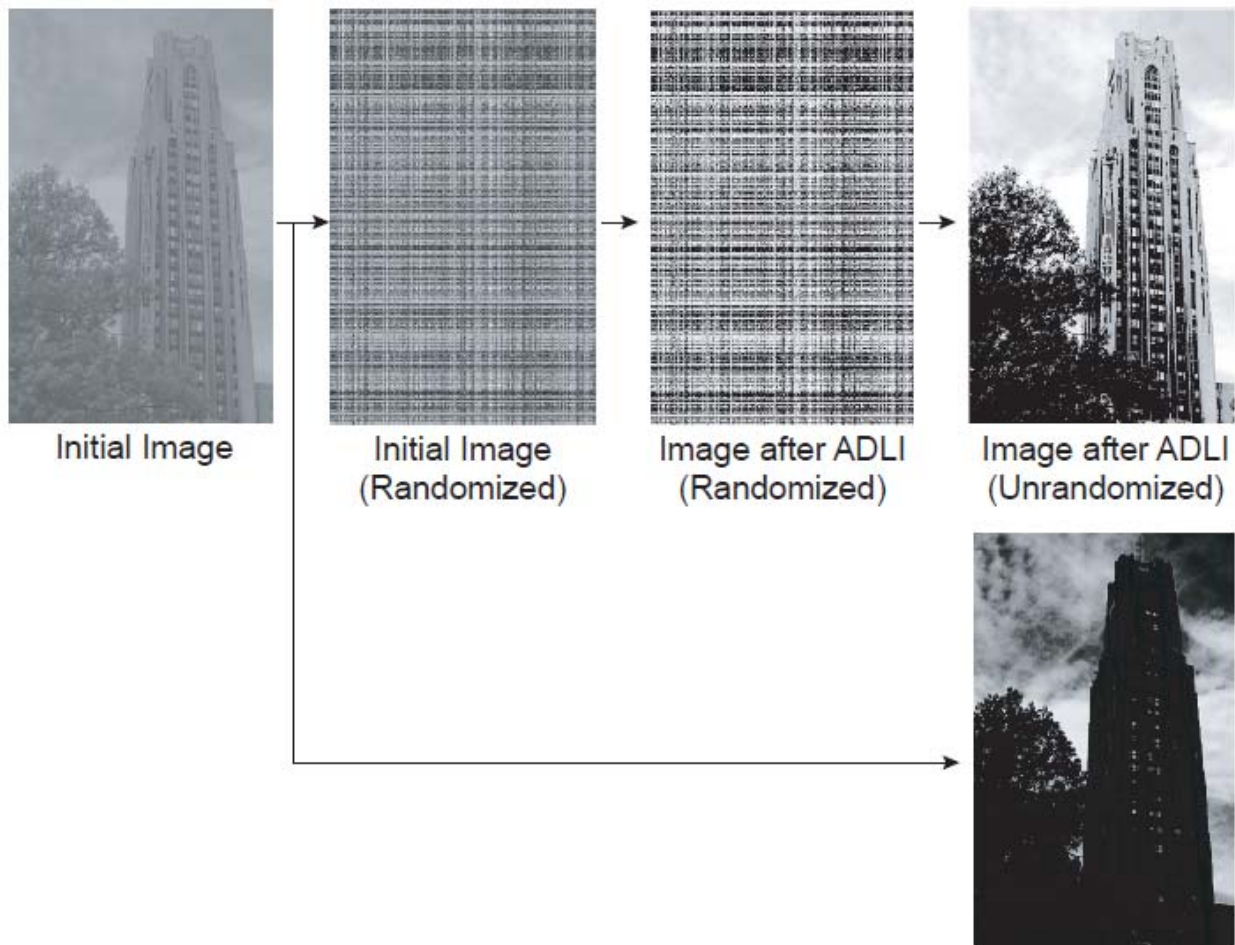 Initial Image
Initial Image
(Randomized)
Image after ADLI
(Randomized)
Image after ADLI
(Unrandomized)